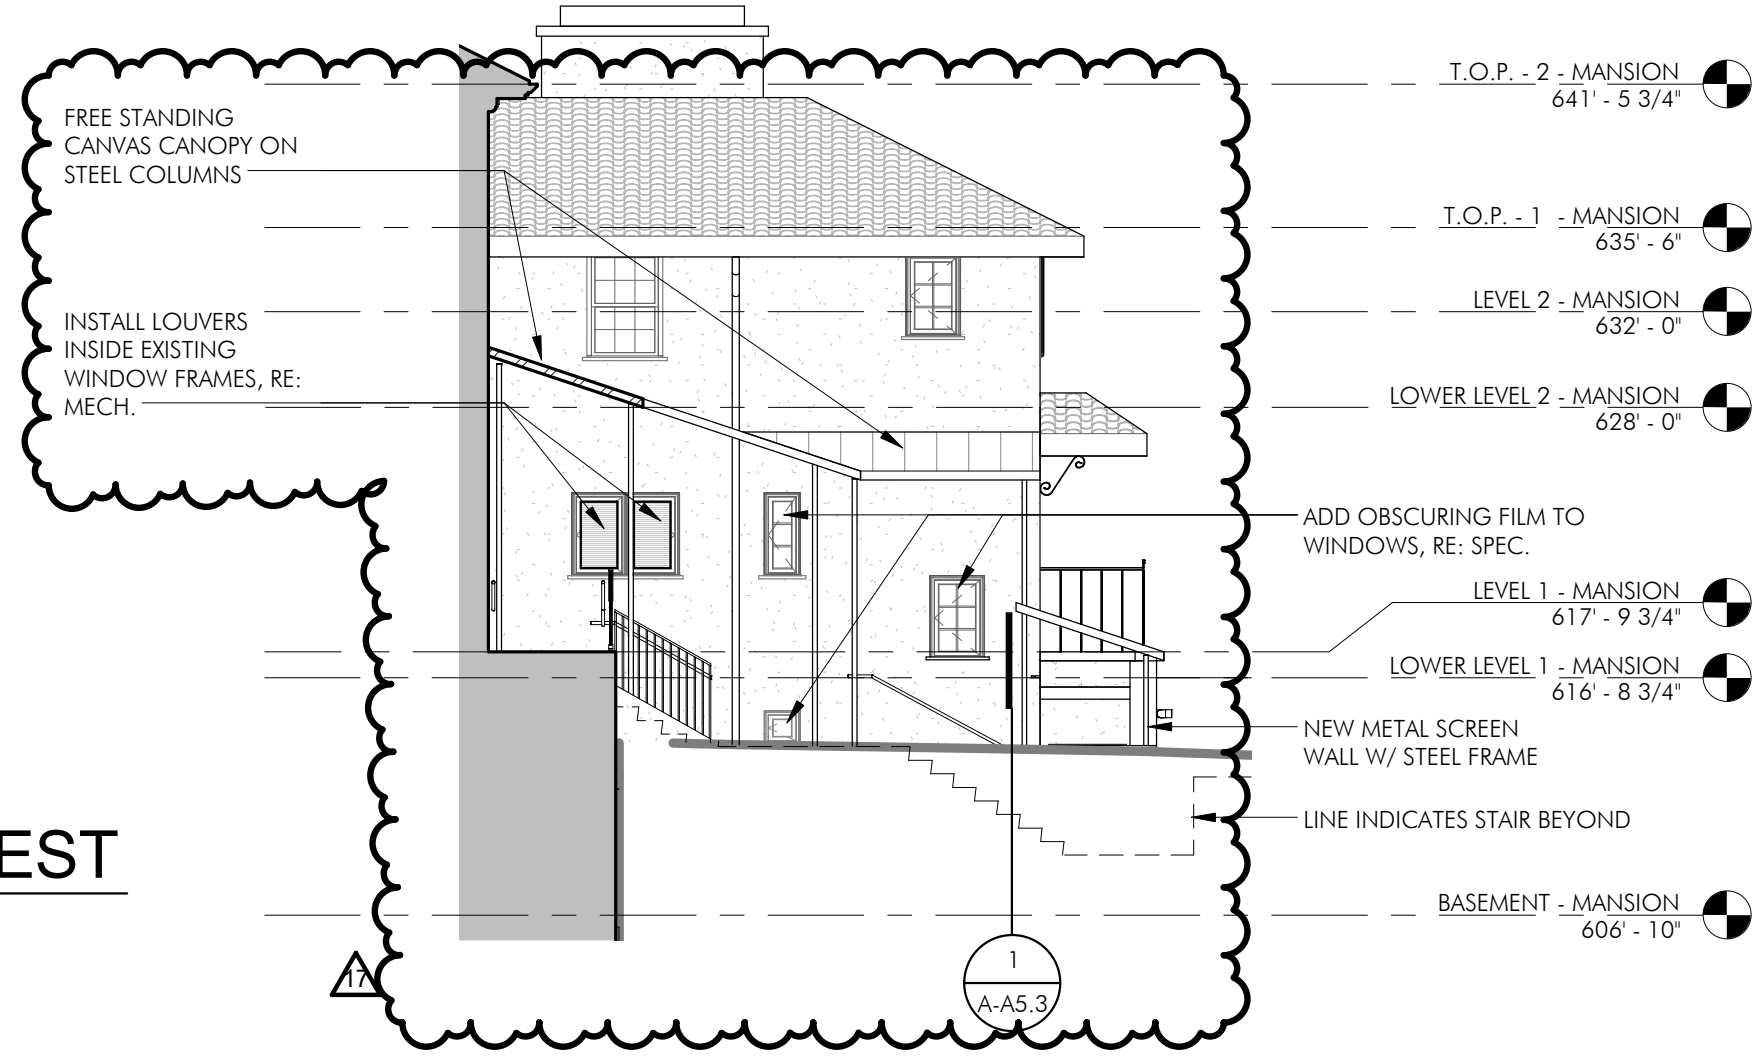 T.O.P. - 2 - MANSION
641' - 5 3/4"
FREE STANDING
CANVAS CANOPY ON
STEEL COLUMNS
T.O.P. - 1 - MANSION
635' - 6"
LEVEL 2 - MANSION
632' - 0"
INSTALL LOUVERS
INSIDE EXISTING
WINDOW FRAMES, RE:
MECH.
LOWER LEVEL 2 - MANSION
628' - 0"
ADD OBSCURING FILM TO
WINDOWS, RE: SPEC.
LEVEL 1 - MANSION
617' - 9 3/4"
LOWER LEVEL 1 - MANSION
616' - 8 3/4"
NEW METAL SCREEN
WALL W/ STEEL FRAME
LINE INDICATES STAIR BEYOND
EST
BASEMENT - MANSION
606' - 10"
17
1
A-A5.3